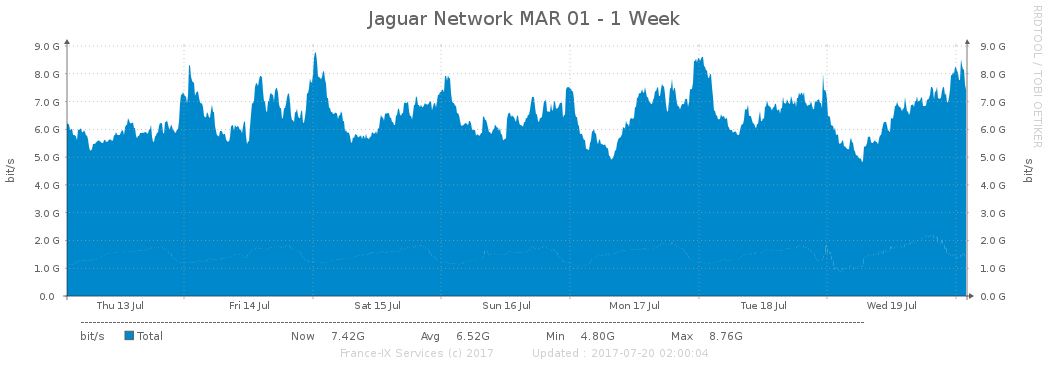 Jaguar Network MAR 01 - 1 Week
RRDTOOL / TOBI OETIKER
bit/s
9.0 G 9.0 G
8.0 G 8.0 G
7.0 G 7.0 G
6.0 G 6.0 G
5.0 G 5.0 G
4.0 G 4.0 G
3.0 G 3.0 G
2.0 G 2.0 G
1.0 G 1.0 G
0.0 0.0 G
bit/s
Thu 13 Jul Fri 14 Jul Sat 15 Jul Sun 16 Jul Mon 17 Jul Tue 18 Jul Wed 19 Jul
bit/s Total Now 7.42G Avg 6.52G Min 4.80G Max 8.76G
France-IX Services (c) 2017 Updated : 2017-07-20 02:00:04